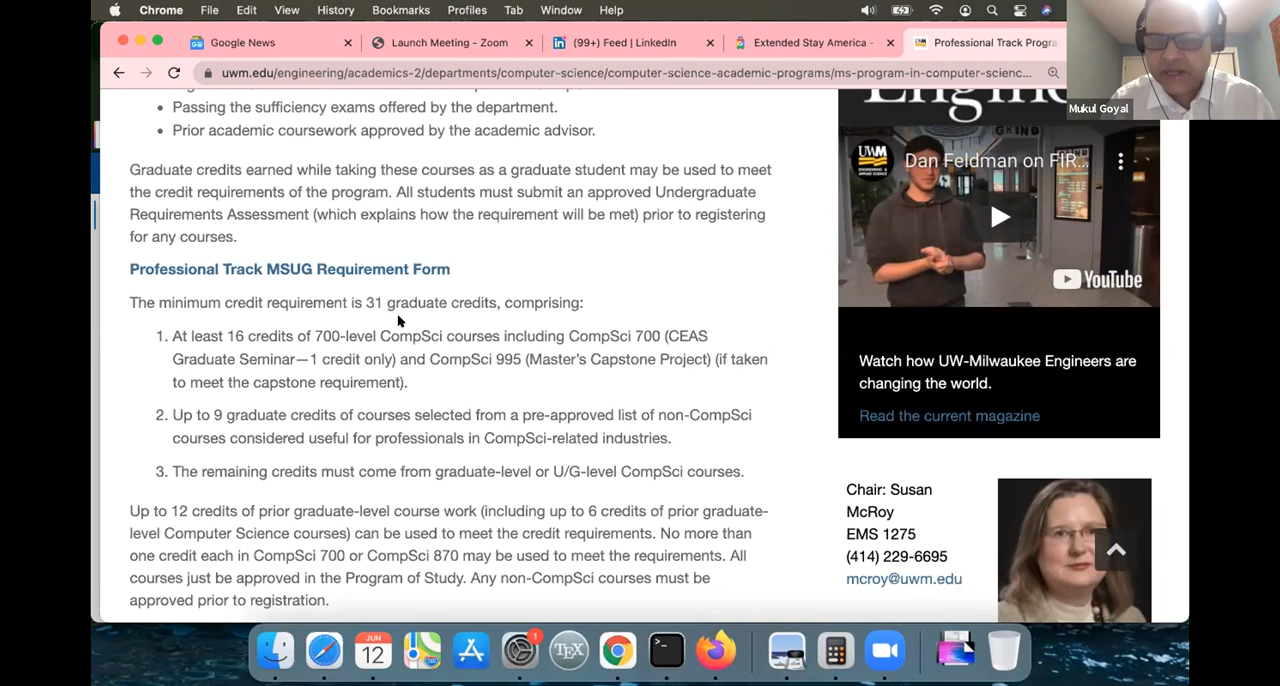 Chrome File Edit View History Bookmarks Profiles Tab Window Help
Google News
Launch Meeting - Zoom
(99+) Feed | LinkedIn
Extended Stay America -
Professional Track Progra
uwm.edu/engineering/academics-2/departments/computer-science/computer-science-academic-programs/ms-program-in-computer-scienc...
Mukul Goyal
• Passing the sufficiency exams offered by the department.
• Prior academic coursework approved by the academic advisor.
Graduate credits earned while taking these courses as a graduate student may be used to meet
the credit requirements of the program. All students must submit an approved Undergraduate
Requirements Assessment (which explains how the requirement will be met) prior to registering
for any courses.
Professional Track MSUG Requirement Form
The minimum credit requirement is 31 graduate credits, comprising:
1. At least 16 credits of 700-level CompSci courses including CompSci 700 (CEAS
Graduate Seminar—1 credit only) and CompSci 995 (Master's Capstone Project) (if taken
to meet the capstone requirement).
2. Up to 9 graduate credits of courses selected from a pre-approved list of non-CompSci
courses considered useful for professionals in CompSci-related industries.
3. The remaining credits must come from graduate-level or U/G-level CompSci courses.
Up to 12 credits of prior graduate-level course work (including up to 6 credits of prior graduate-
level Computer Science courses) can be used to meet the credit requirements. No more than
one credit each in CompSci 700 or CompSci 870 may be used to meet the requirements. All
courses just be approved in the Program of Study. Any non-CompSci courses must be
approved prior to registration.
UWM
Dan Feldman on FIR...
GRIND
YouTube
Watch how UW-Milwaukee Engineers are
changing the world.
Read the current magazine
Chair: Susan
McRoy
EMS 1275
(414) 229-6695
mcroy@uwm.edu
JUN
12
TEX
1